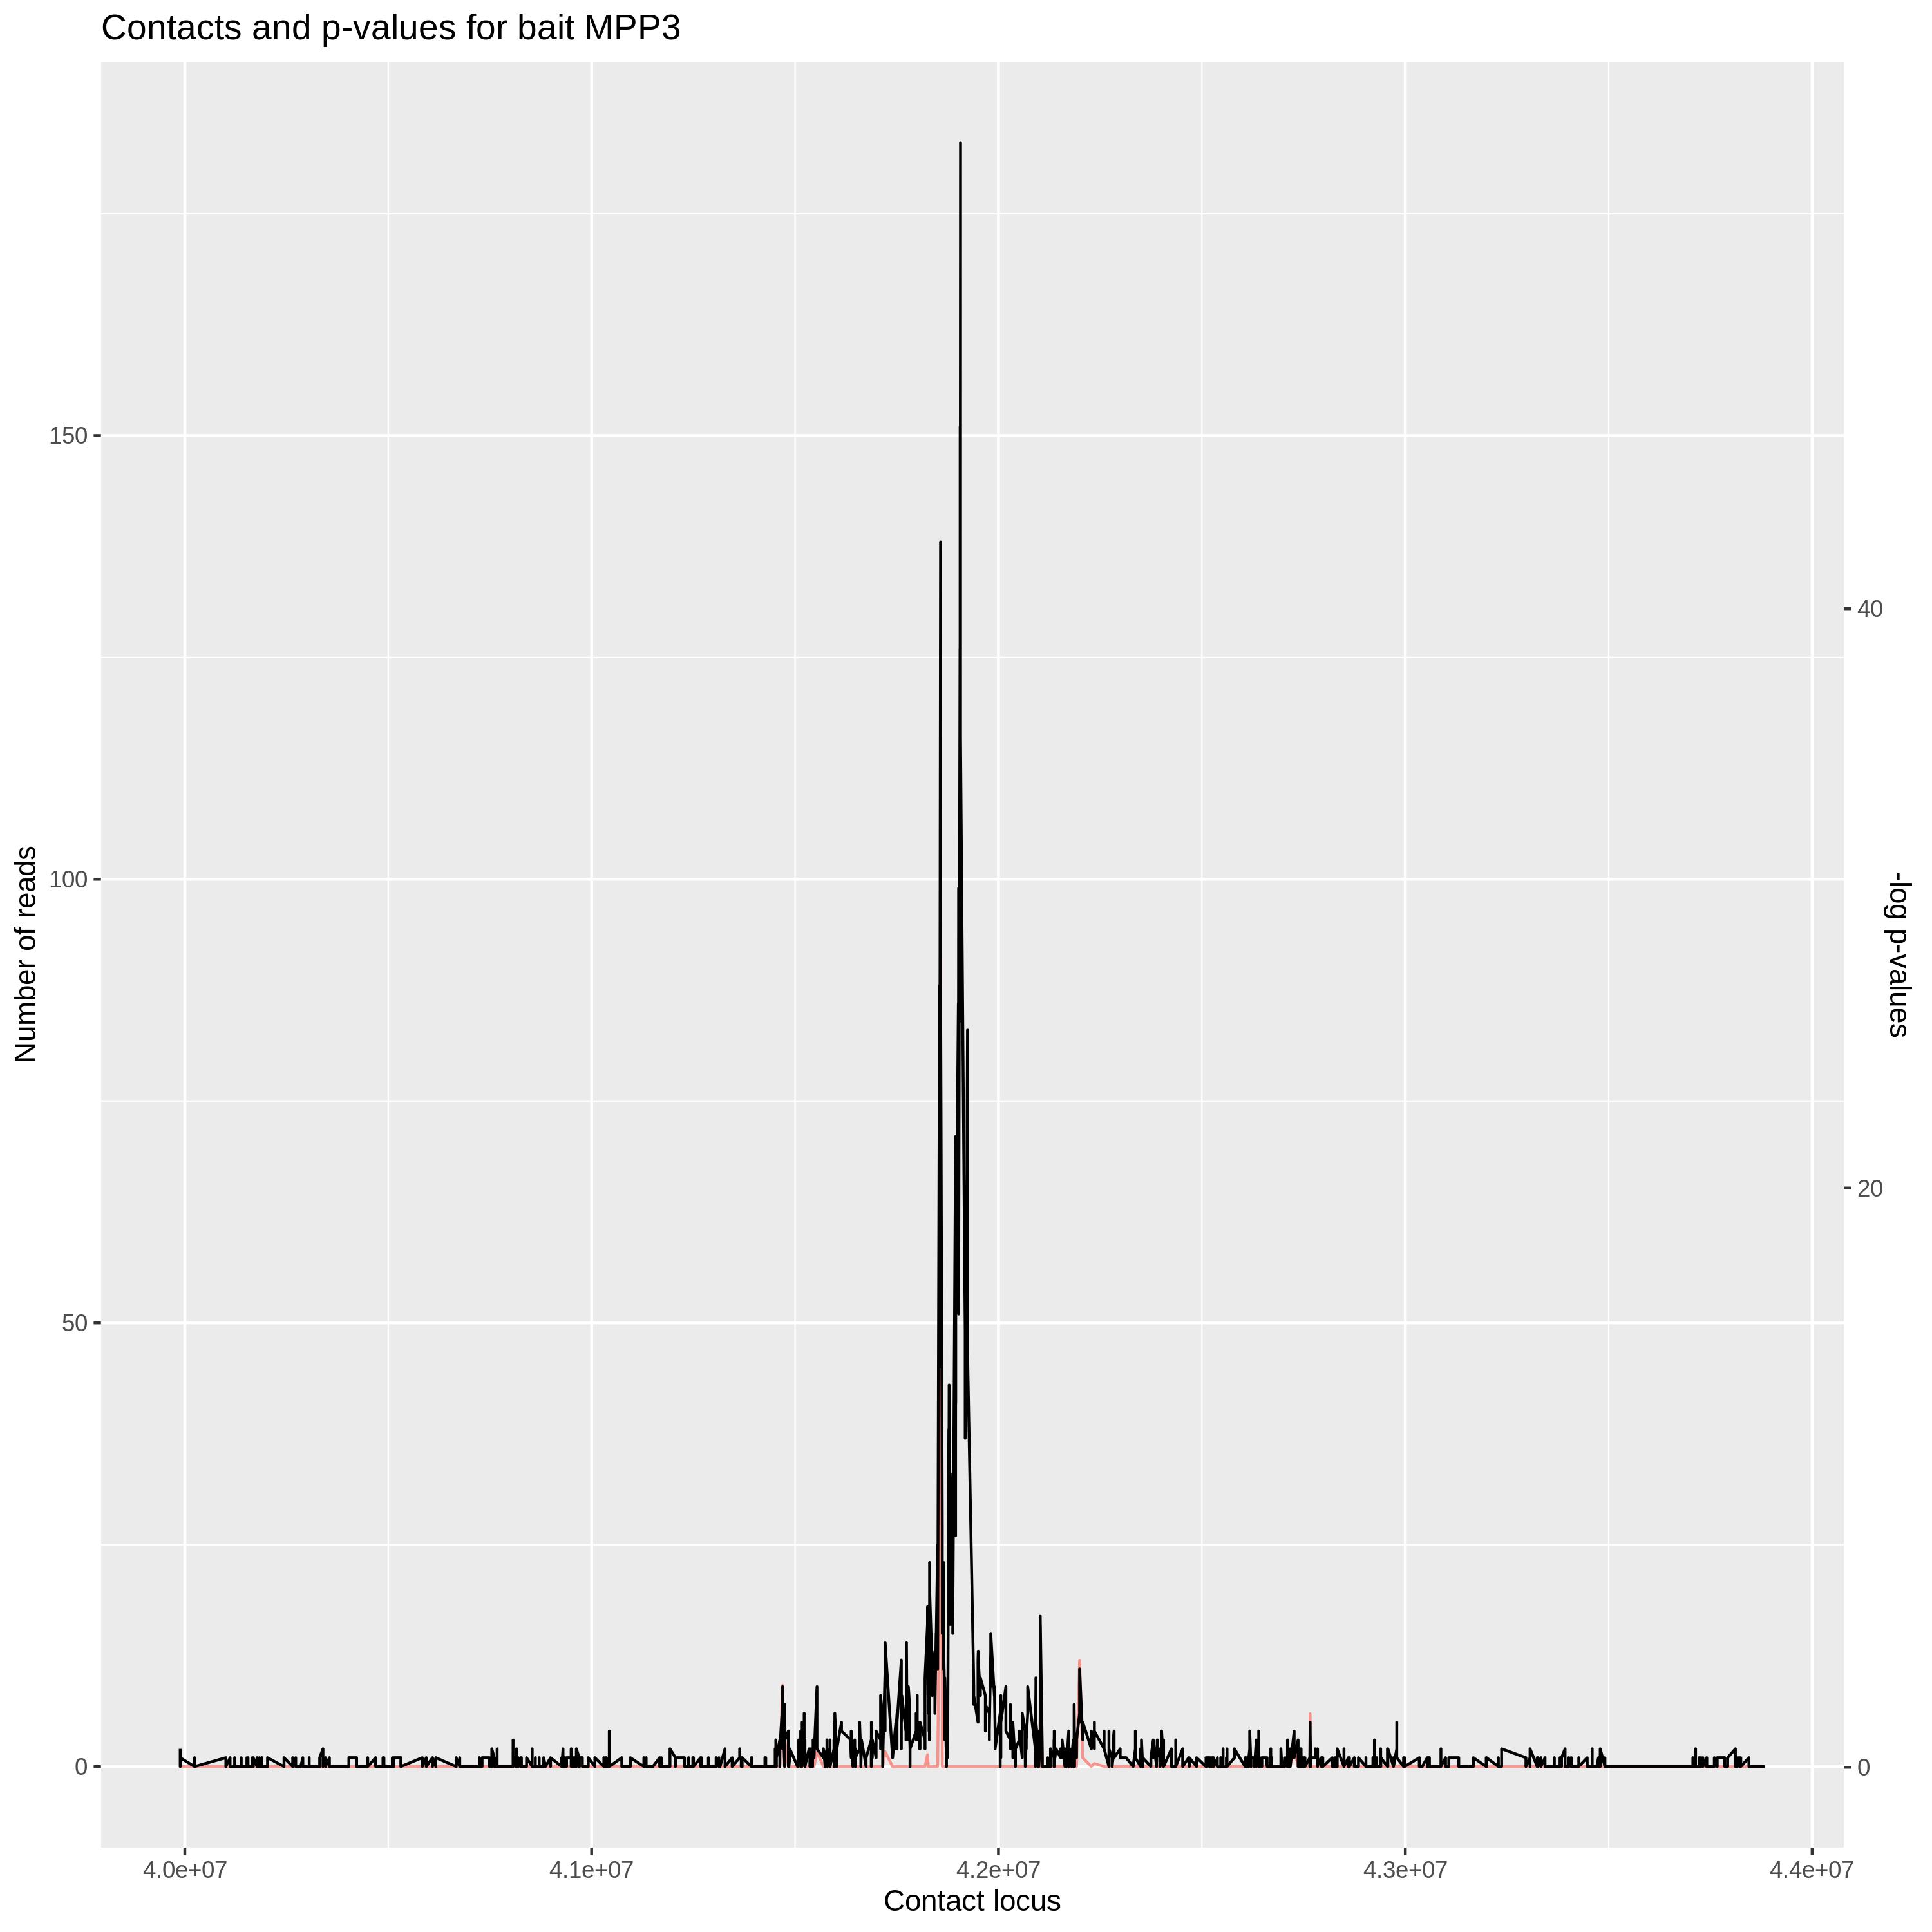 Contacts and p-values for bait MPP3
150
100
50
0
Number of reads
40
20
0
-log p-values
4.0e+07
4.1e+07
4.2e+07
4.3e+07
4.4e+07
Contact locus